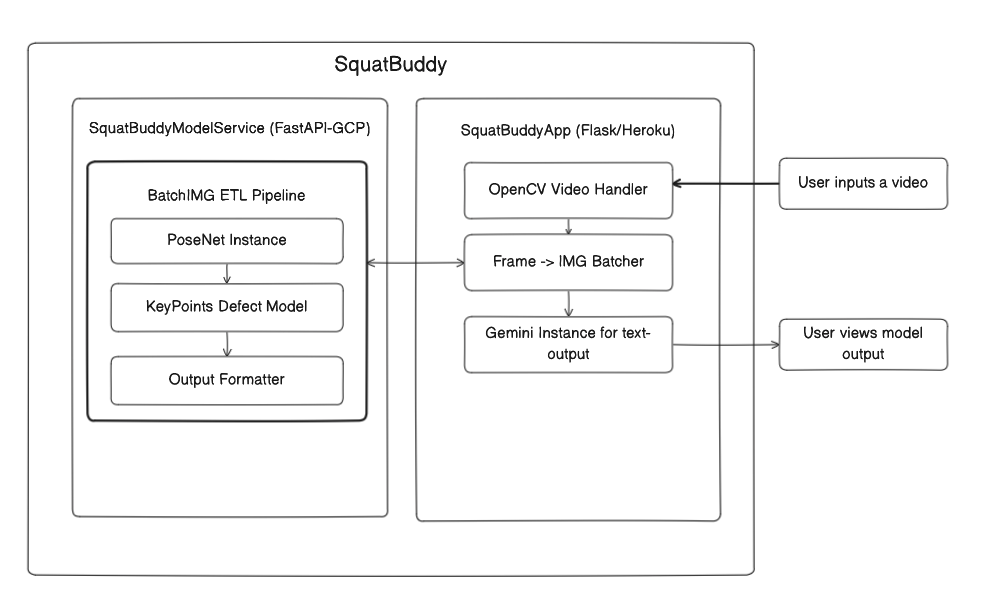 SquatBuddy
SquatBuddyModelService (FastAPI-GCP)
BatchIMG ETL Pipeline
PoseNet Instance
KeyPoints Defect Model
Output Formatter
SquatBuddyApp (Flask/Heroku)
OpenCV Video Handler
Frame -> IMG Batcher
Gemini Instance for text-
output
User inputs a video
User views model
output